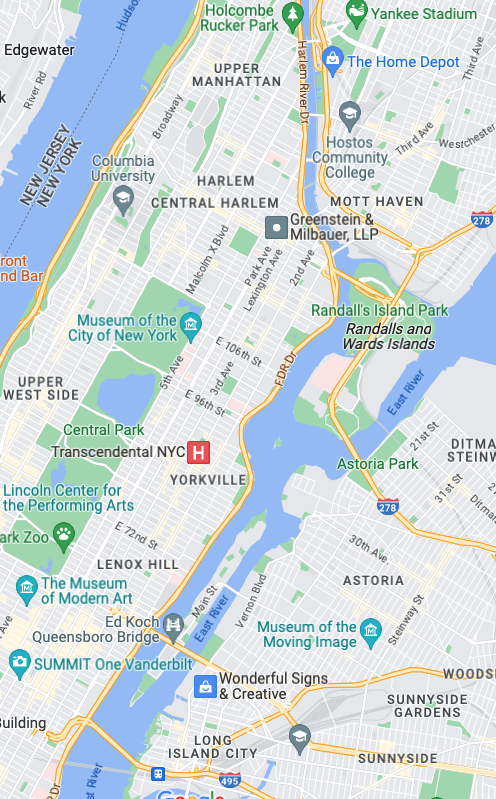 Holcombe
Rucker Park
Yankee Stadium
Hudson
Edgewater
The Home Depot
k
River Rd
UPPER
MANHATTAN
Harlem River Dr.
Third Ave
Broadway
Third Ave
Westchester
Hostos
Community
College
NEW JERSEY
NEW YORK
Columbia
University
HARLEM
CENTRAL HARLEM
MOTT HAVEN
278
Greenstein &
Milbauer, LLP
ront
nd Bar
Malcolm X Blvd
Park Ave
Lexington Ave
2nd Ave
Randall's Island Park
Randalls and
Wards Islands
Museum of the
City of New York
E 106th St
FDR Dr
5th Ave
3rd Ave
UPPER
WEST SIDE
E 96th St
East River
Central Park
Transcendental NYC
H
21st St
DITMA
STEINW
Astoria Park
31st St
Ditmar
YORKVILLE
Lincoln Center for
the Performing Arts
278
ark Zoo
E 72nd St
30th Ave
LENOX HILL
ASTORIA
The Museum
of Modern Art
Main St
East River
Vernon Blvd
Steinway St
Ave
Ed Koch
Queensboro Bridge
Museum of the
Moving Image
SUMMIT One Vanderbilt
Wonderful Signs
& Creative
WOODS
SUNNYSIDE
GARDENS
Building
LONG
ISLAND CITY
SUNNYSIDE
495
R Dr.
st River
Google